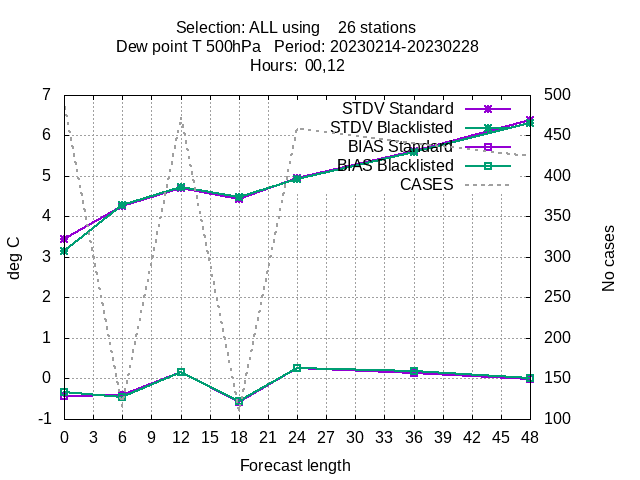 Selection: ALL using    26 stations
Dew point T 500hPa   Period: 20230214-20230228
Hours:  00,12
7
6
5
4
3
2
1
0
-1
deg C
500
450
400
350
300
250
200
150
100
No cases
STDV Standard
STDV Blacklisted
BIAS Standard
BIAS Blacklisted
CASES
0 3 6 9 12 15 18 21 24 27 30 33 36 39 42 45 48
Forecast length